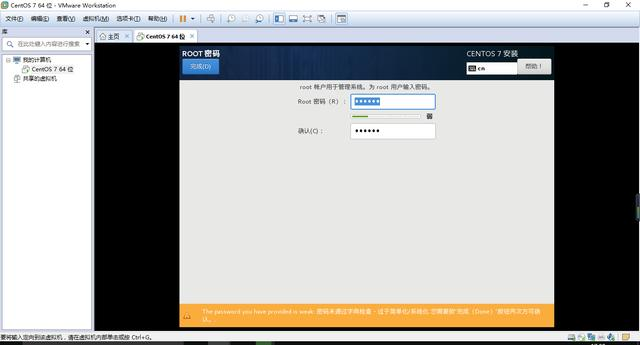 CentOS 7 64 位 - VMware Workstation
文件(F) 编辑(E) 查看(V) 虚拟机(M) 选项卡(T) 帮助(H)
库
在此处键入内容进行搜索
我的计算机
CentOS 7 64 位
共享的虚拟机
主页
CentOS 7 64 位
ROOT 密码
完成(D)
CENTOS 7 安装
cn
帮助！
root 帐户用于管理系统。为 root 用户输入密码。
Root 密码（R）：
弱
确认(C)：
The password you have provided is weak: 密码未通过字典检查 - 过于简单化/系统化 您需要按"完成（Done）"按钮两次方可确认。.
要将输入定向到该虚拟机，请在虚拟机内部单击或按 Ctrl+G。